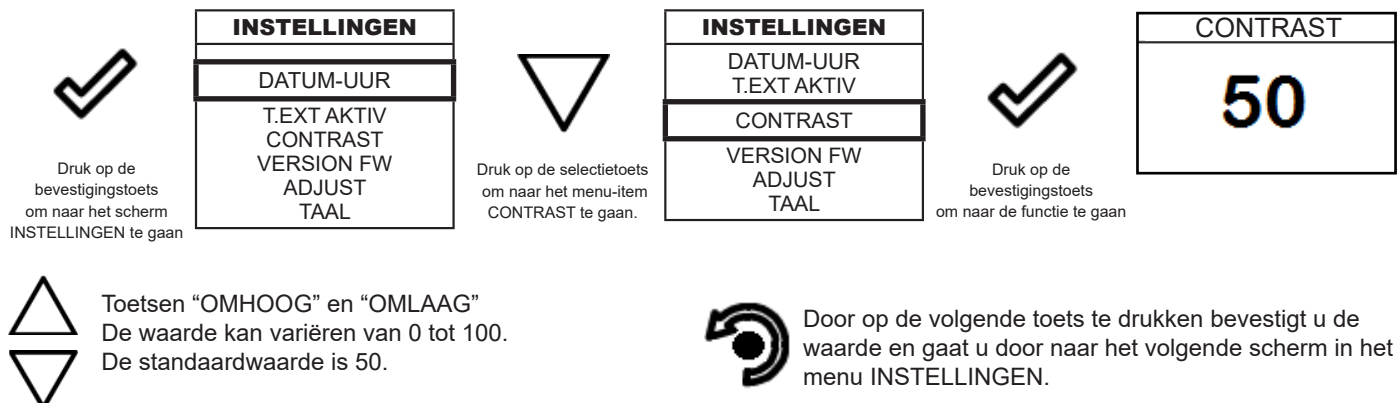 INSTELLINGEN
DATUM-UUR
T.EXT AKTIV
CONTRAST
VERSION FW
ADJUST
TAAL
INSTELLINGEN
DATUM-UUR
T.EXT AKTIV
CONTRAST
VERSION FW
ADJUST
TAAL
CONTRAST
50
Druk op de
bevestigingstoets
om naar het scherm
INSTELLINGEN te gaan
Druk op de selectietoets
om naar het menu-item
CONTRAST te gaan.
Druk op de
bevestigingstoets
om naar de functie te gaan
Toetsen “OMHOOG” en “OMLAAG”
De waarde kan variëren van 0 tot 100.
De standaardwaarde is 50.
Door op de volgende toets te drukken bevestigt u de
waarde en gaat u door naar het volgende scherm in het
menu INSTELLINGEN.